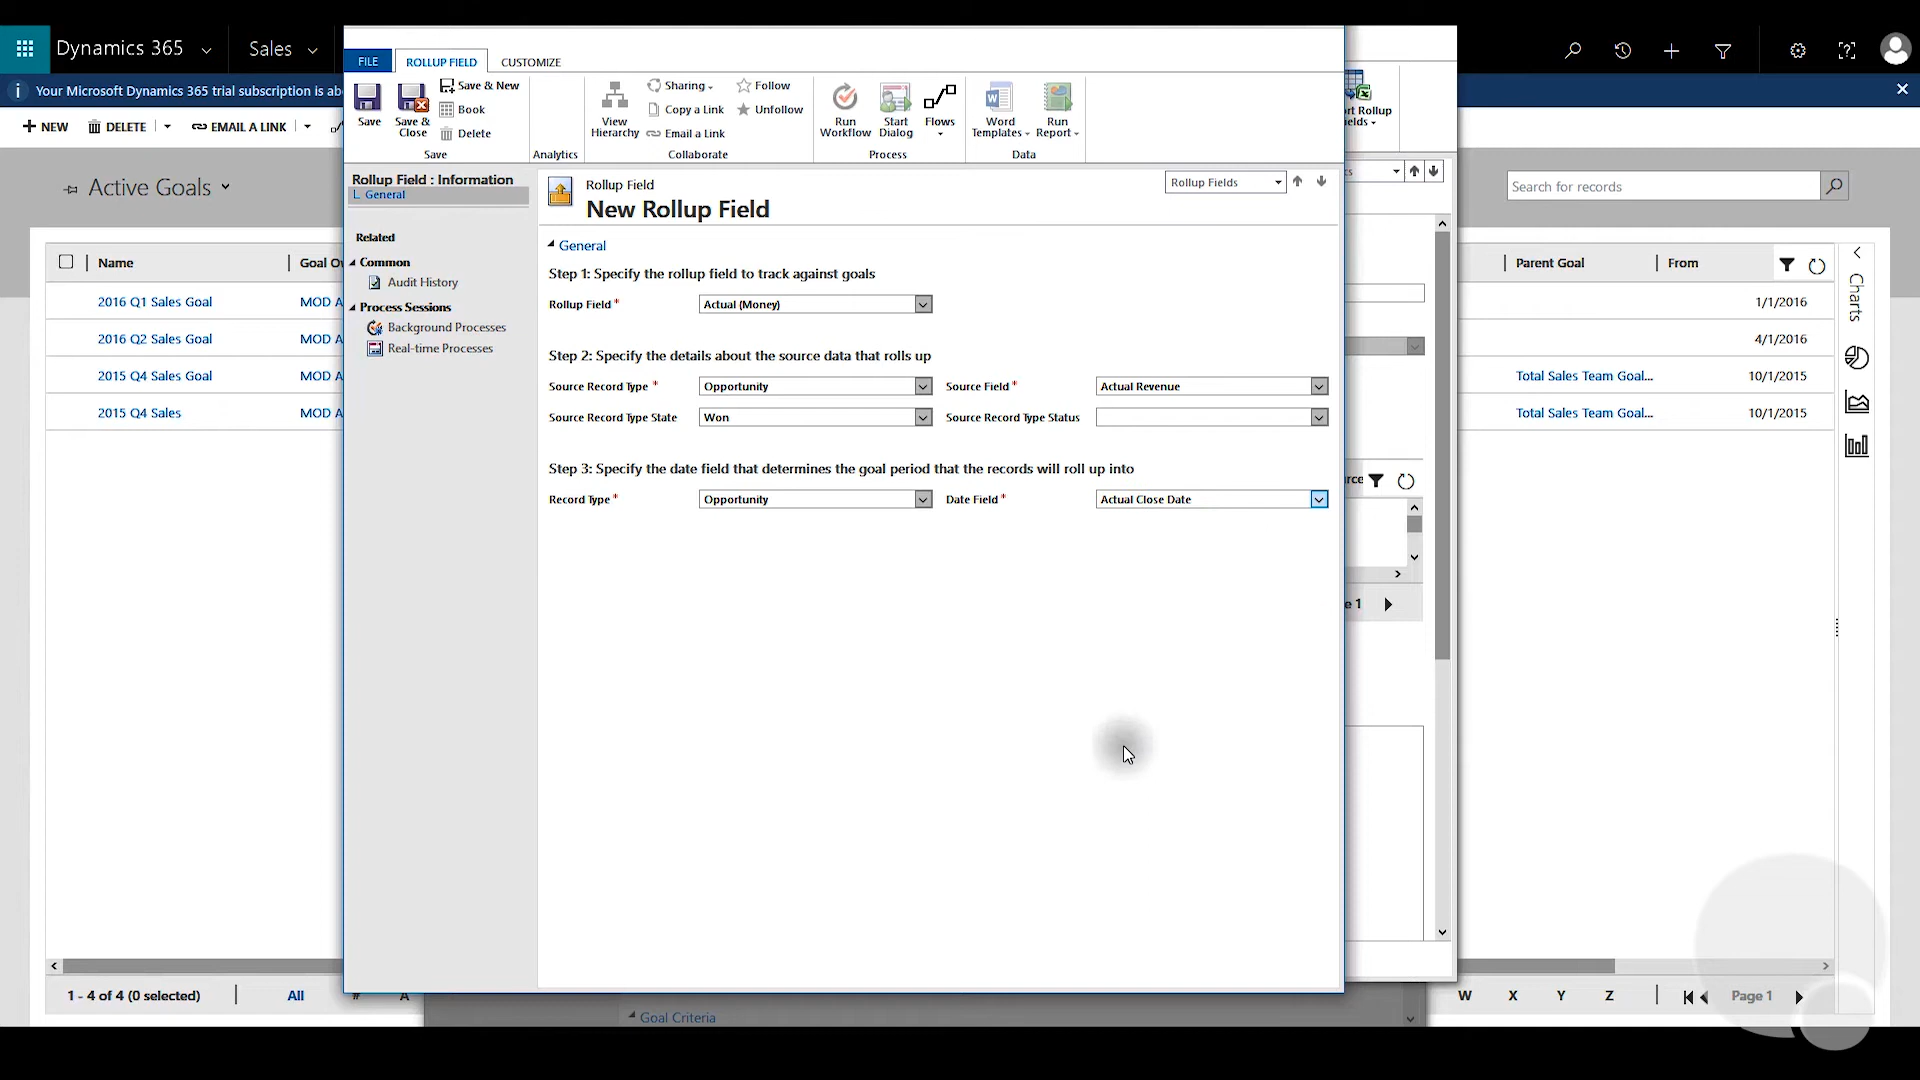 Dynamics 365
Sales
Your Microsoft Dynamics 365 trial subscription is ab
NEW
DELETE
EMAIL A LINK
Active Goals
Search for records
Name
Goal O
Parent Goal
From
2016 Q1 Sales Goal
MOD A
1/1/2016
2016 Q2 Sales Goal
MOD A
4/1/2016
2015 Q4 Sales Goal
MOD A
Total Sales Team Goal...
10/1/2015
2015 Q4 Sales
MOD A
Total Sales Team Goal...
10/1/2015
Charts
FILE
ROLLUP FIELD
CUSTOMIZE
Save
Save & Close
Save & New
Book
Delete
Save
Analytics
View Hierarchy
Sharing
Copy a Link
Email a Link
Follow
Unfollow
Collaborate
Run Workflow
Start Dialog
Flows
Process
Word Templates
Run Report
Data
rt Rollup
ields
Rollup Field : Information
General
Related
Common
Audit History
Process Sessions
Background Processes
Real-time Processes
Rollup Field
New Rollup Field
Rollup Fields
General
Step 1: Specify the rollup field to track against goals
Rollup Field *
Actual (Money)
Step 2: Specify the details about the source data that rolls up
Source Record Type *
Opportunity
Source Field *
Actual Revenue
Source Record Type State
Won
Source Record Type Status
Step 3: Specify the date field that determines the goal period that the records will roll up into
Record Type *
Opportunity
Date Field *
Actual Close Date
e 1
1 - 4 of 4 (0 selected)
All
#
A
W
X
Y
Z
Page 1
Goal Criteria